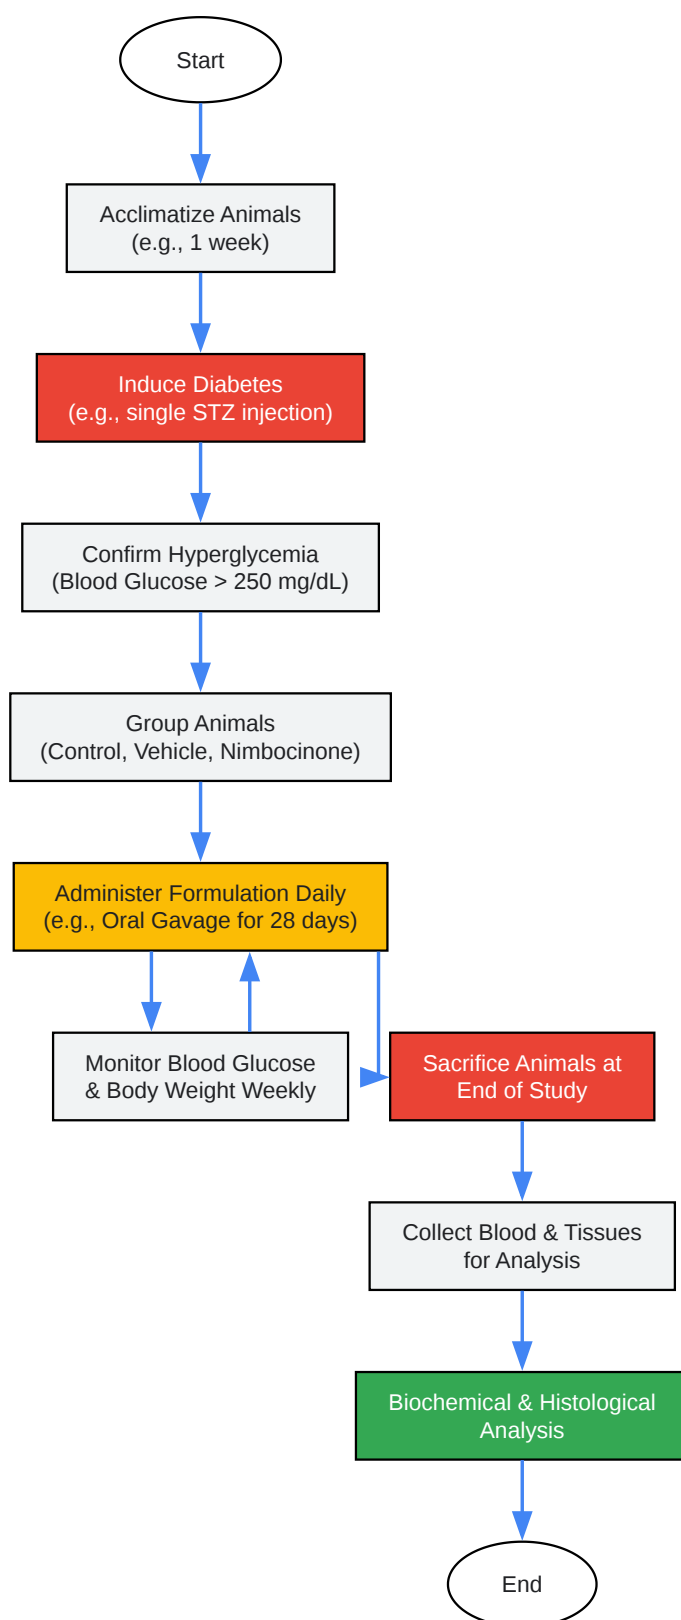 Start
Acclimatize Animals
(e.g., 1 week)
Induce Diabetes
(e.g., single STZ injection)
Confirm Hyperglycemia
(Blood Glucose > 250 mg/dL)
Group Animals
(Control, Vehicle, Nimbocinone)
Administer Formulation Daily
(e.g., Oral Gavage for 28 days)
Monitor Blood Glucose
& Body Weight Weekly
Sacrifice Animals at
End of Study
Collect Blood & Tissues
for Analysis
Biochemical & Histological
Analysis
End